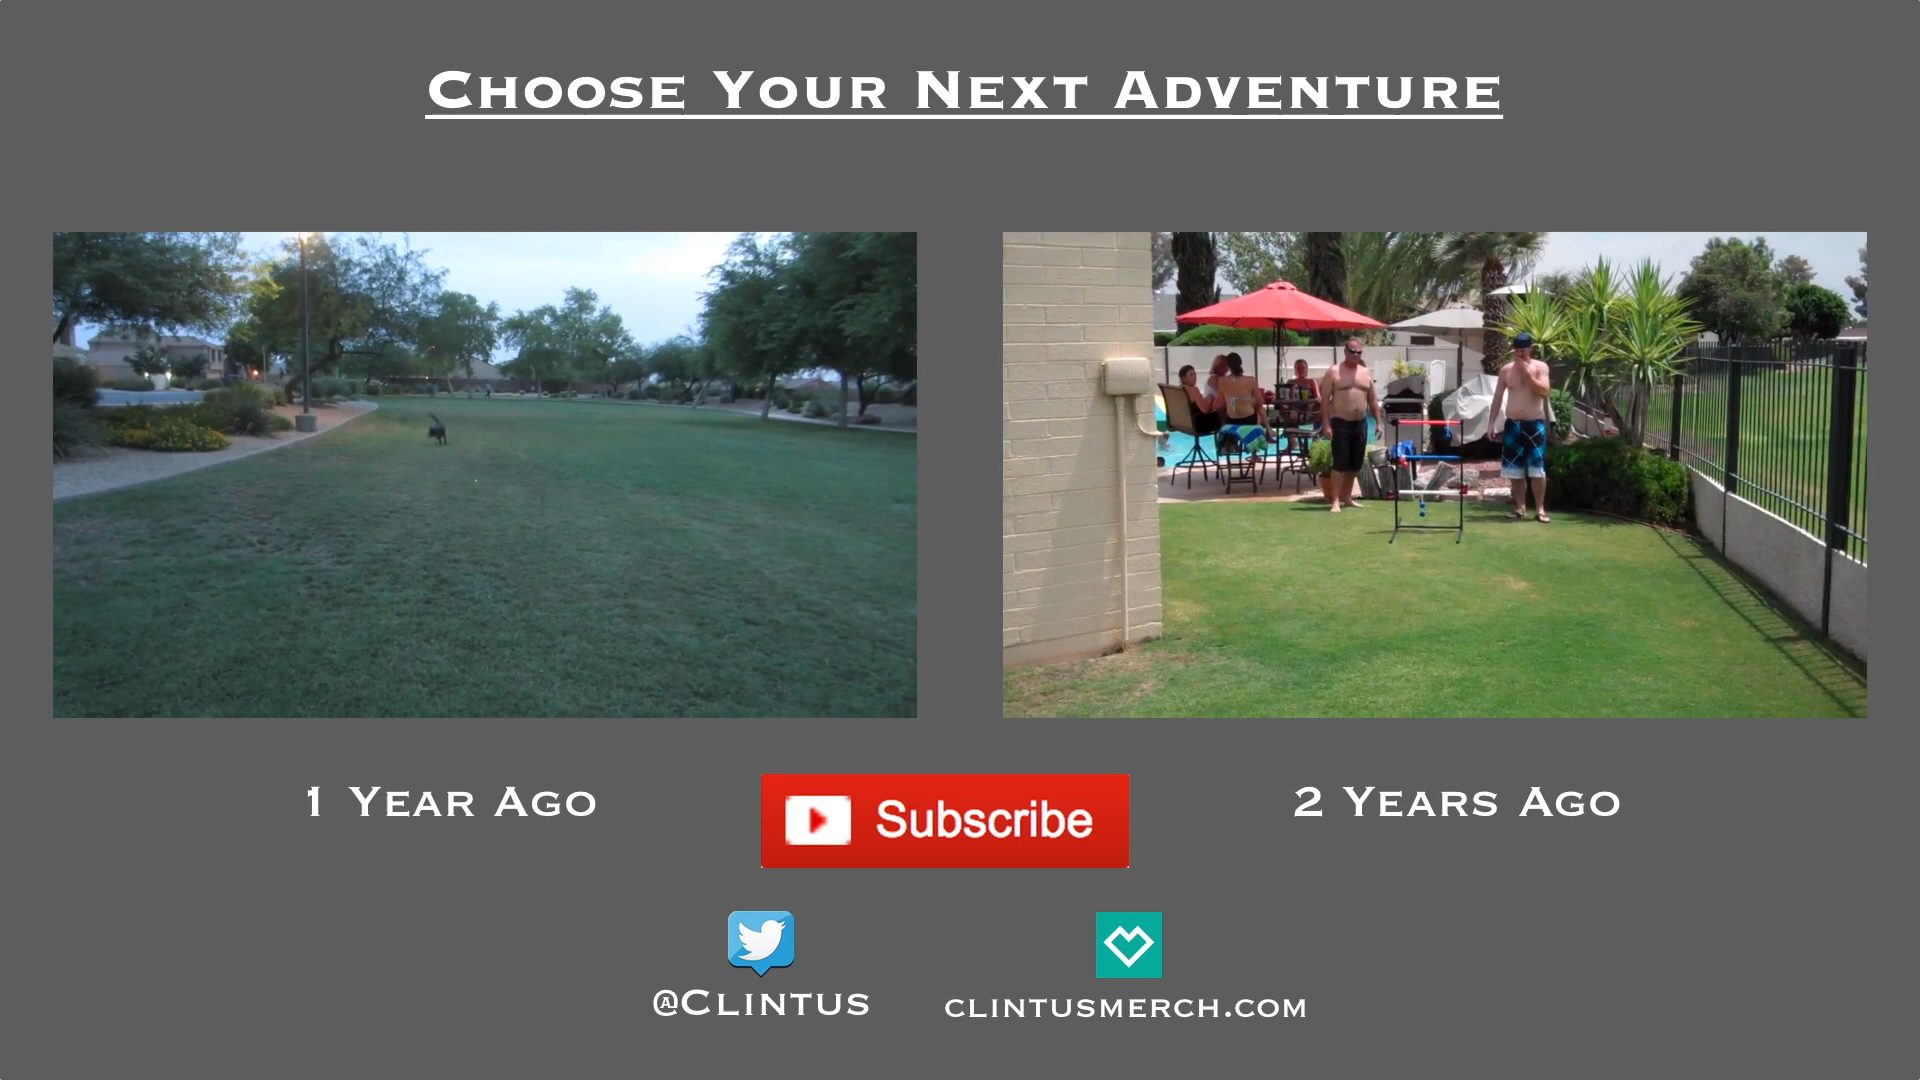 Choose Your Next Adventure
1 Year Ago
Subscribe
2 Years Ago
@Clintus
clintusmerch.com